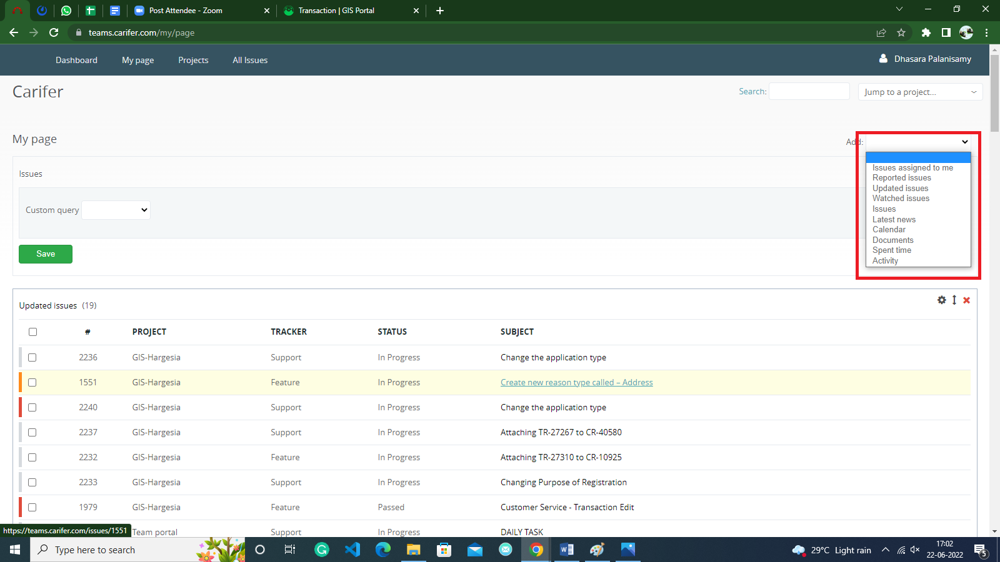 Post Attendee - Zoom
Transaction | GIS Portal
teams.carifer.com/my/page
Dashboard My page Projects All Issues Dhasara Palanisamy
Carifer
Search: Jump to a project...
My page
Add:
Issues assigned to me
Reported issues
Updated issues
Watched issues
Issues
Latest news
Calendar
Documents
Spent time
Activity
Issues
Custom query
Save
Updated issues (19)
# PROJECT TRACKER STATUS SUBJECT
2236 GIS-Hargesia Support In Progress Change the application type
1551 GIS-Hargesia Feature In Progress Create new reason type called – Address
2240 GIS-Hargesia Support In Progress Change the application type
2237 GIS-Hargesia Support In Progress Attaching TR-27267 to CR-40580
2232 GIS-Hargesia Feature In Progress Attaching TR-27310 to CR-10925
2233 GIS-Hargesia Support In Progress Changing Purpose of Registration
1979 GIS-Hargesia Feature Passed Customer Service - Transaction Edit
Team portal Support In Progress DAILY TASK
https://teams.carifer.com/issues/1551
Type here to search
29°C Light rain
17:02
22-06-2022
5